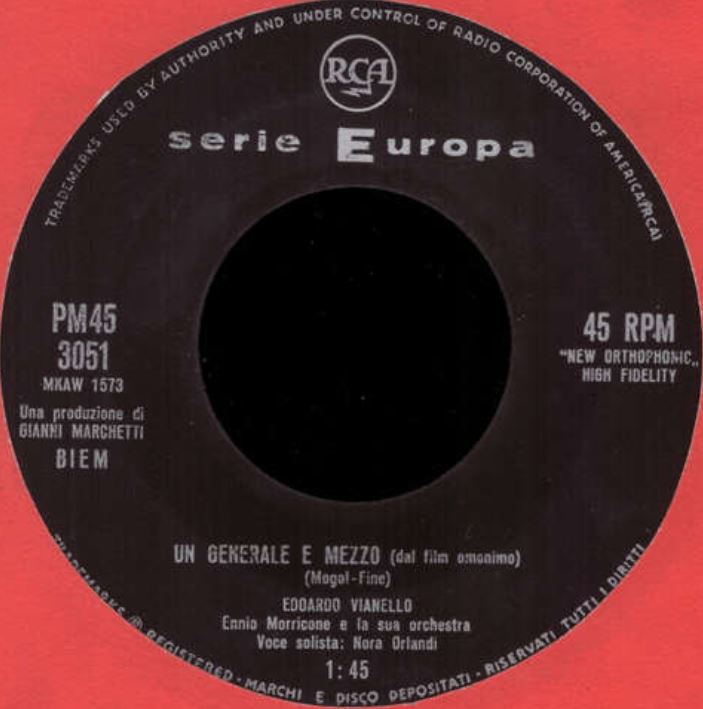 TRADEMARKS USED BY AUTHORITY AND UNDER CONTROL OF RADIO CORPORATION OF AMERICA (RCA)
RCA
serie Europa
PM45
3051
MKAW 1573
Una produzione di
GIANNI MARCHETTI
BIEM
45 RPM
"NEW ORTHOPHONIC„
HIGH FIDELITY
UN GENERALE E MEZZO (dal film omonimo)
(Mogol-Fine)
EDOARDO VIANELLO
Ennio Morricone e la sua orchestra
Voce solista: Nora Orlandi
1:45
TRADEMARKS ® REGISTERED - MARCHI E DISCO DEPOSITATI - RISERVATI TUTTI I DIRITTI